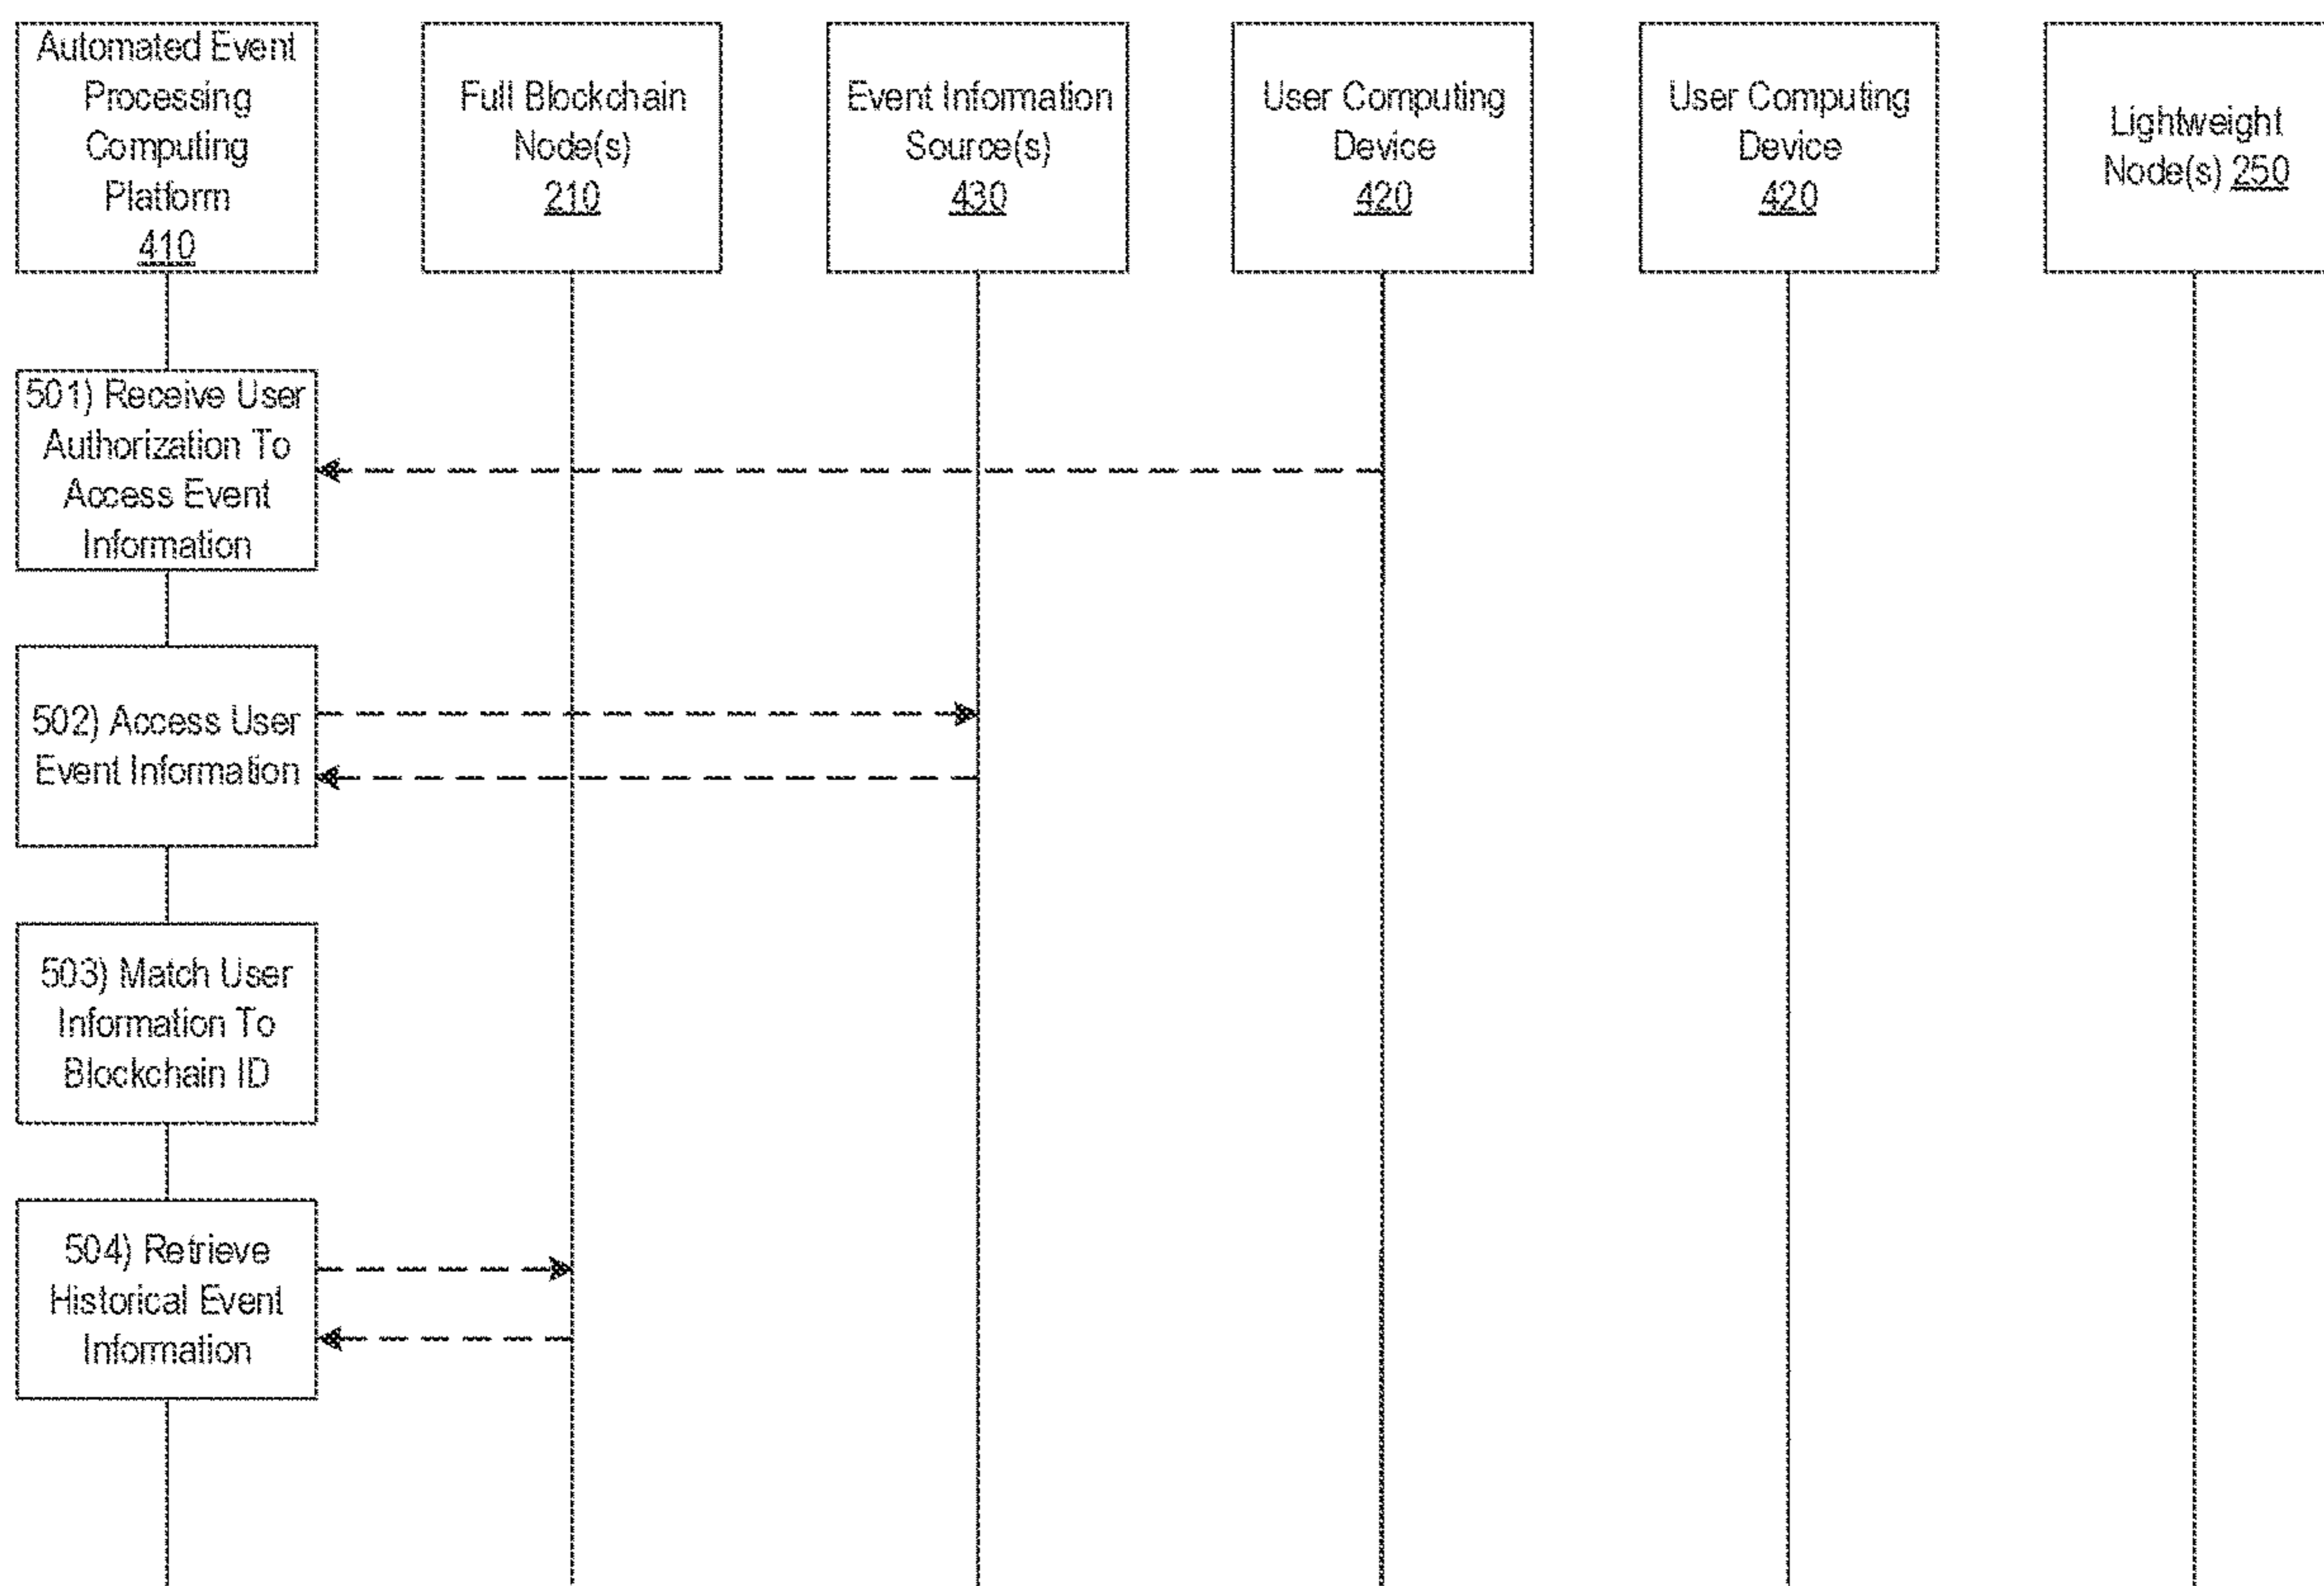 Automated Event
Processing
Computing
Platform
410
Full Blockchain
Node(s)
210
Event Information
Source(s)
430
User Computing
Device
420
User Computing
Device
420
Lightweight
Node(s) 250
501) Receive User
Authorization To
Access Event
Information
502) Access User
Event Information
503) Match User
Information To
Blockchain ID
504) Retrieve
Historical Event
Information